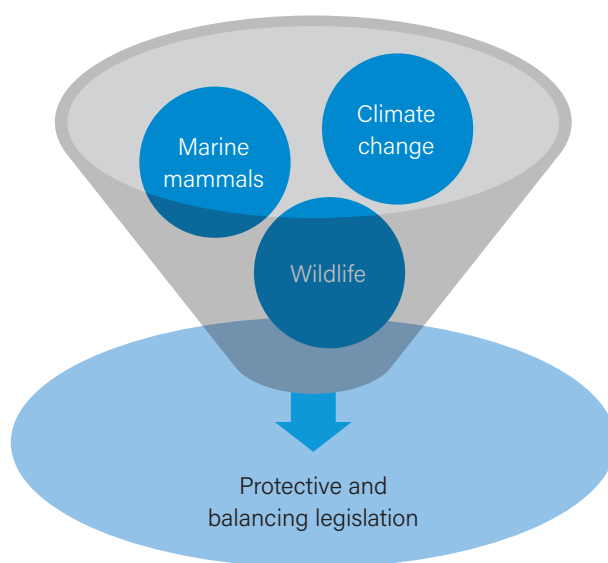 Climate
change
Marine
mammals
Wildlife
Protective and
balancing legislation